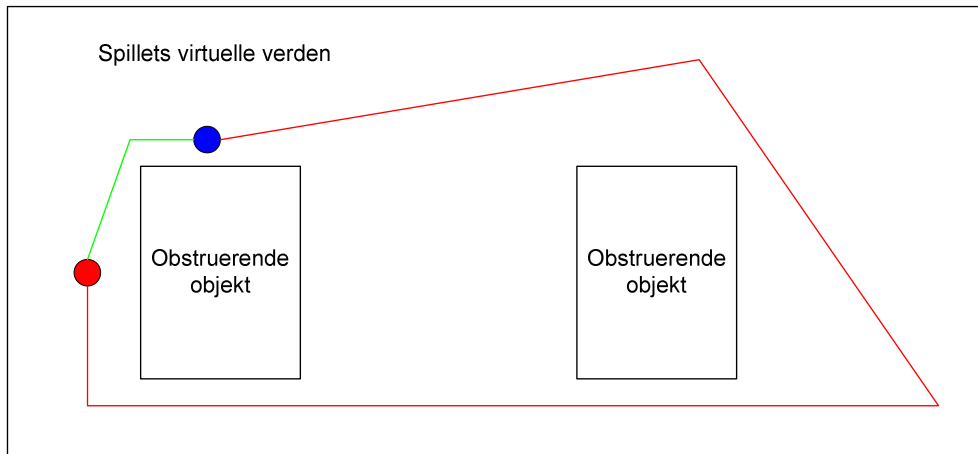 Spillets virtuelle verden
Obstruerende
objekt
Obstruerende
objekt